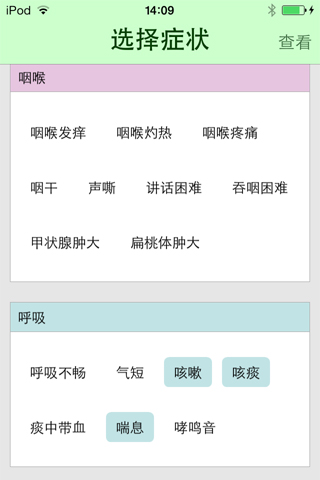 iPod 14:09
选择症状 查看
咽喉
咽喉发痒 咽喉灼热 咽喉疼痛
咽干 声嘶 讲话困难 吞咽困难
甲状腺肿大 扁桃体肿大
呼吸
呼吸不畅 气短 咳嗽 咳痰
痰中带血 喘息 哮鸣音